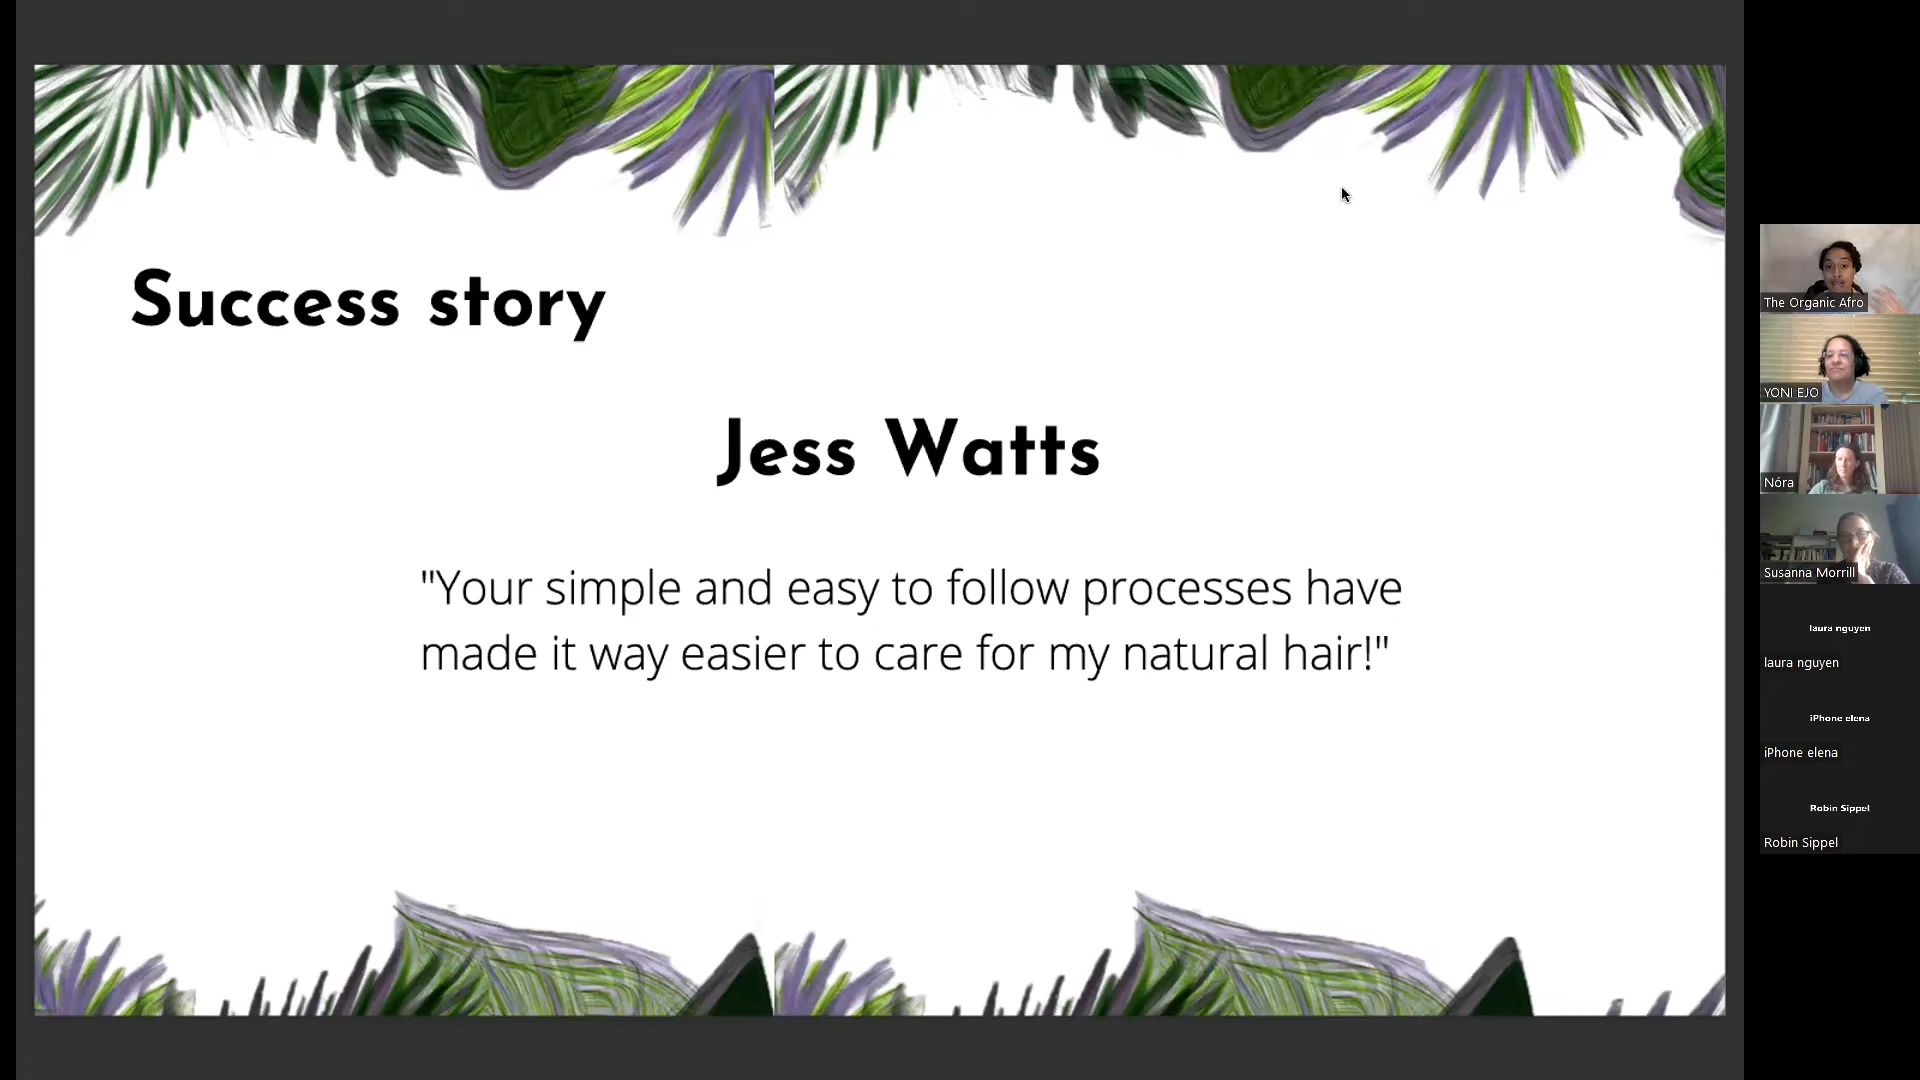 Success story
Jess Watts
"Your simple and easy to follow processes have
made it way easier to care for my natural hair!"
The Organic Afro
YONI EJO
Nóra
Susanna Morrill
laura nguyen
laura nguyen
iPhone elena
iPhone elena
Robin Sippel
Robin Sippel